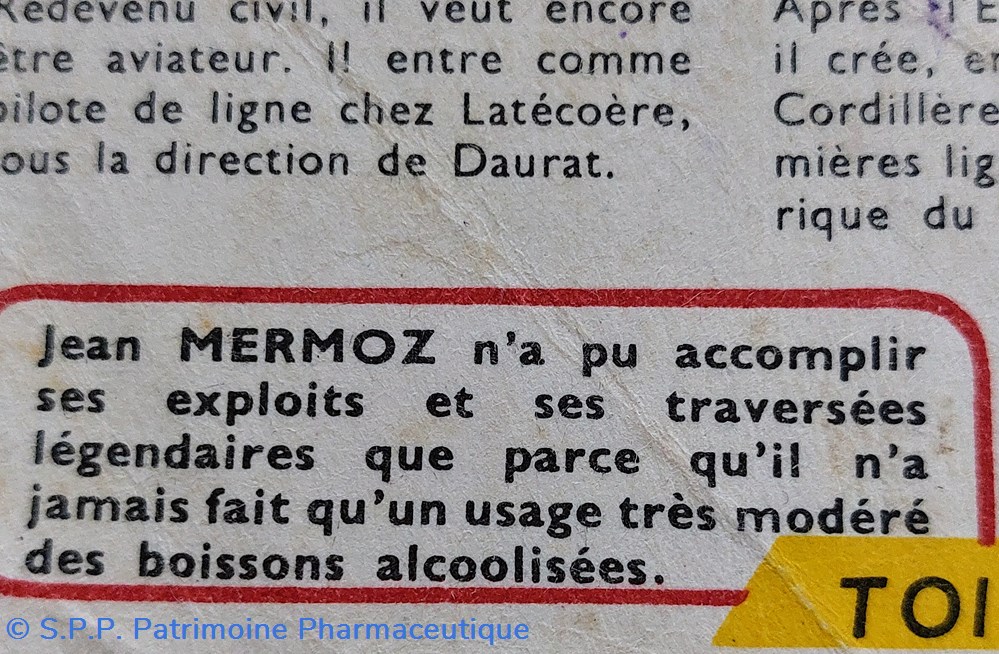 Redevenu civil, il veut encore
être aviateur. Il entre comme
pilote de ligne chez Latécoère,
sous la direction de Daurat.
Après l'E
il crée, en
Cordillère
mières lig
rique du
Jean MERMOZ n'a pu accomplir
ses exploits et ses traversées
légendaires que parce qu'il n'a
jamais fait qu'un usage très modéré
des boissons alcoolisées.
TOI
© S.P.P. Patrimoine Pharmaceutique